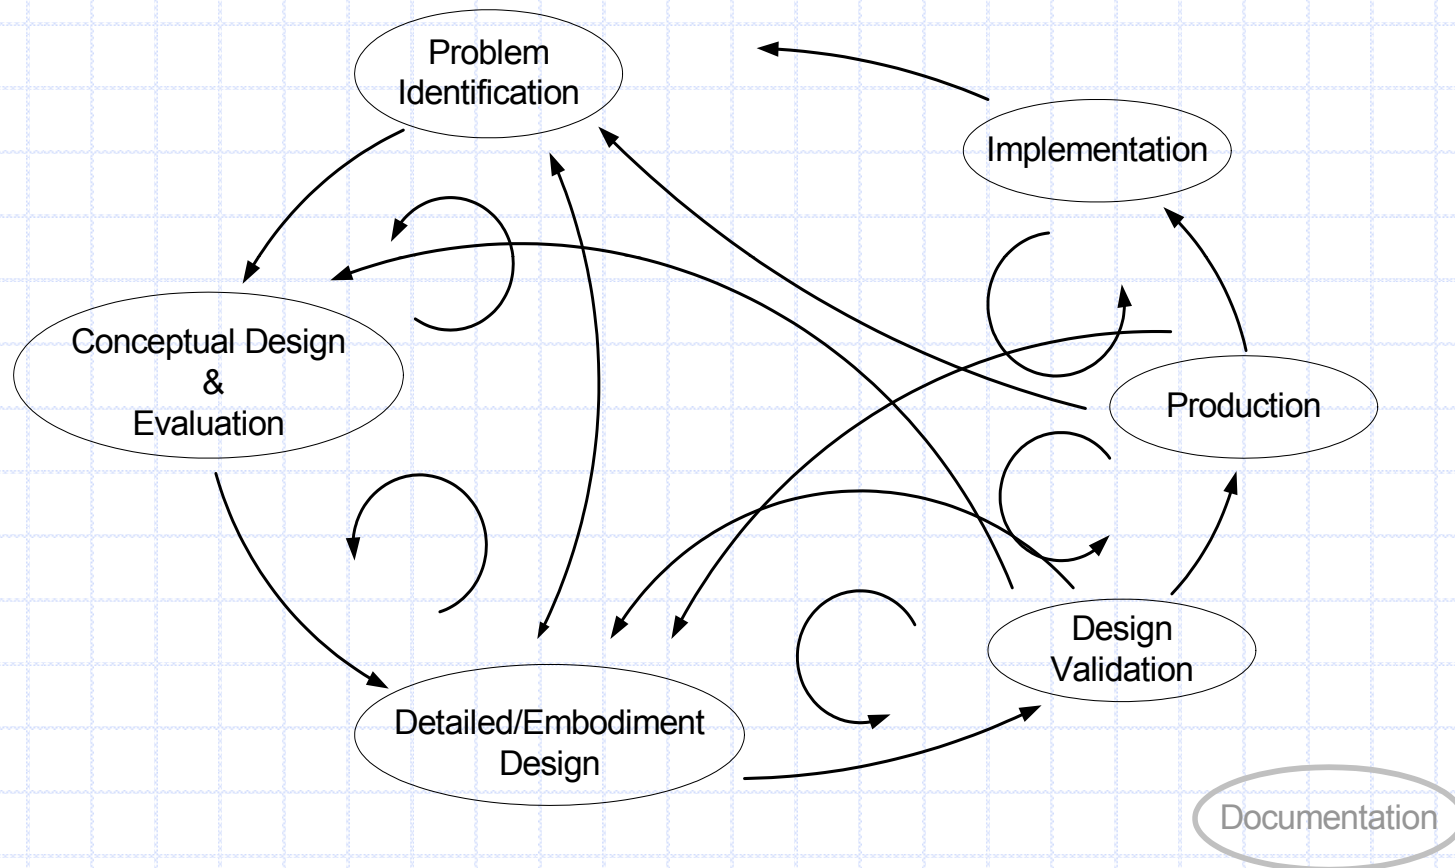 Problem
Identification
Implementation
Conceptual Design
&
Evaluation
Production
Design
Validation
Detailed/Embodiment
Design
Documentation